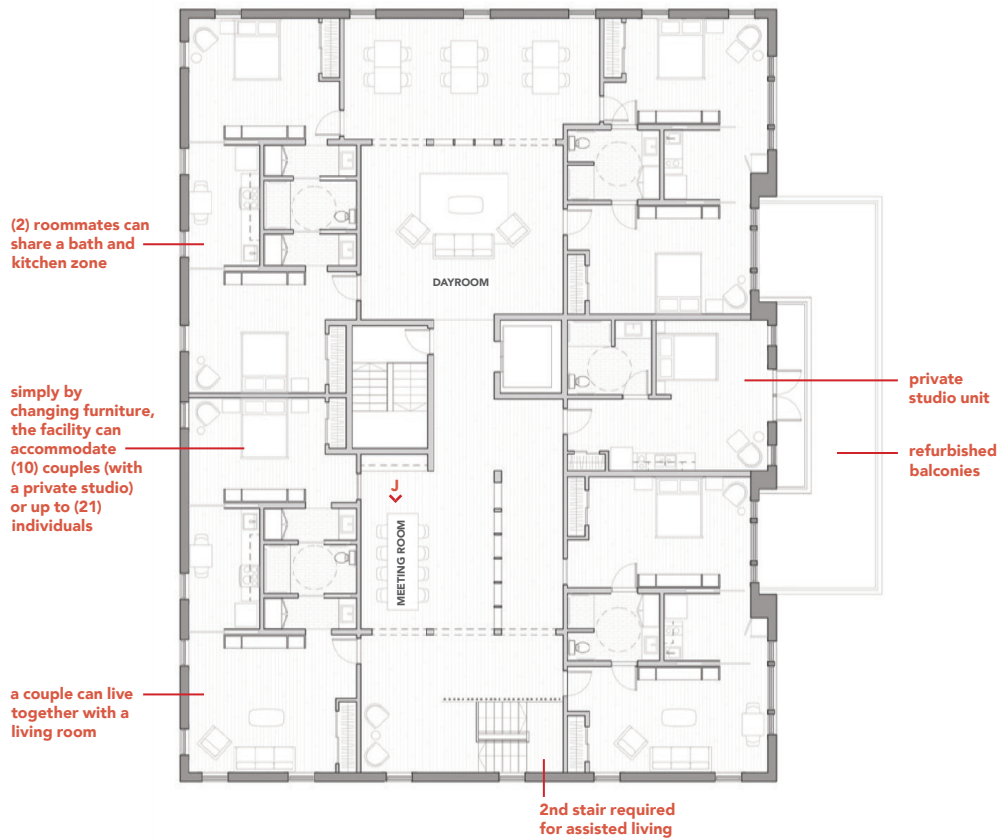 (2) roommates can
share a bath and
kitchen zone
DAYROOM
simply by
changing furniture,
the facility can
accommodate
(10) couples (with
a private studio)
or up to (21)
individuals
private
studio unit
refurbished
balconies
J
MEETING ROOM
a couple can live
together with a
living room
2nd stair required
for assisted living